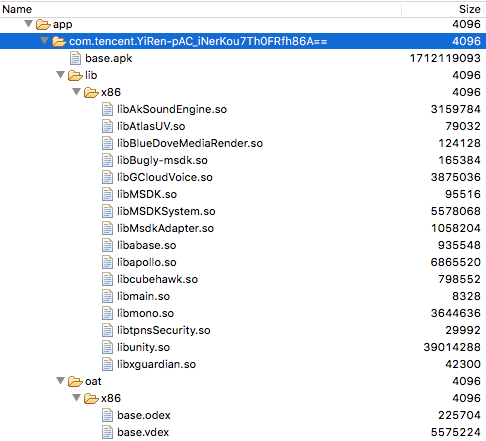 Name Size
app 4096
com.tencent.YiRen-pAC_iNerKou7Th0FRfh86A== 4096
base.apk 1712119093
lib 4096
x86 4096
libAkSoundEngine.so 3159784
libAtlasUV.so 79032
libBlueDoveMediaRender.so 124128
libBugly-msdk.so 165384
libGCloudVoice.so 3875036
libMSDK.so 95516
libMSDKSystem.so 5578068
libMsdkAdapter.so 1058204
libabase.so 935548
libapollo.so 6865520
libcubehawk.so 798552
libmain.so 8328
libmono.so 3644636
libtpnsSecurity.so 29992
libunity.so 39014288
libxguardian.so 42300
oat 4096
x86 4096
base.odex 225704
base.vdex 5575224